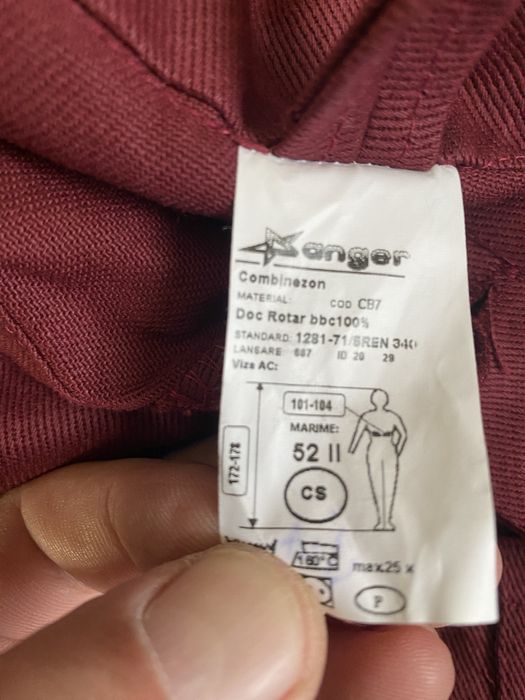 Ranger
Combinezon
MATERIAL: COD CB7
Doc Rotar bbc100%
STANDARD: 1281-71/SREN 340
LANSARE: 687 ID 20 29
Viza AC:
101-104
MARIME:
52 II
172-178
CS
max.25 x
P